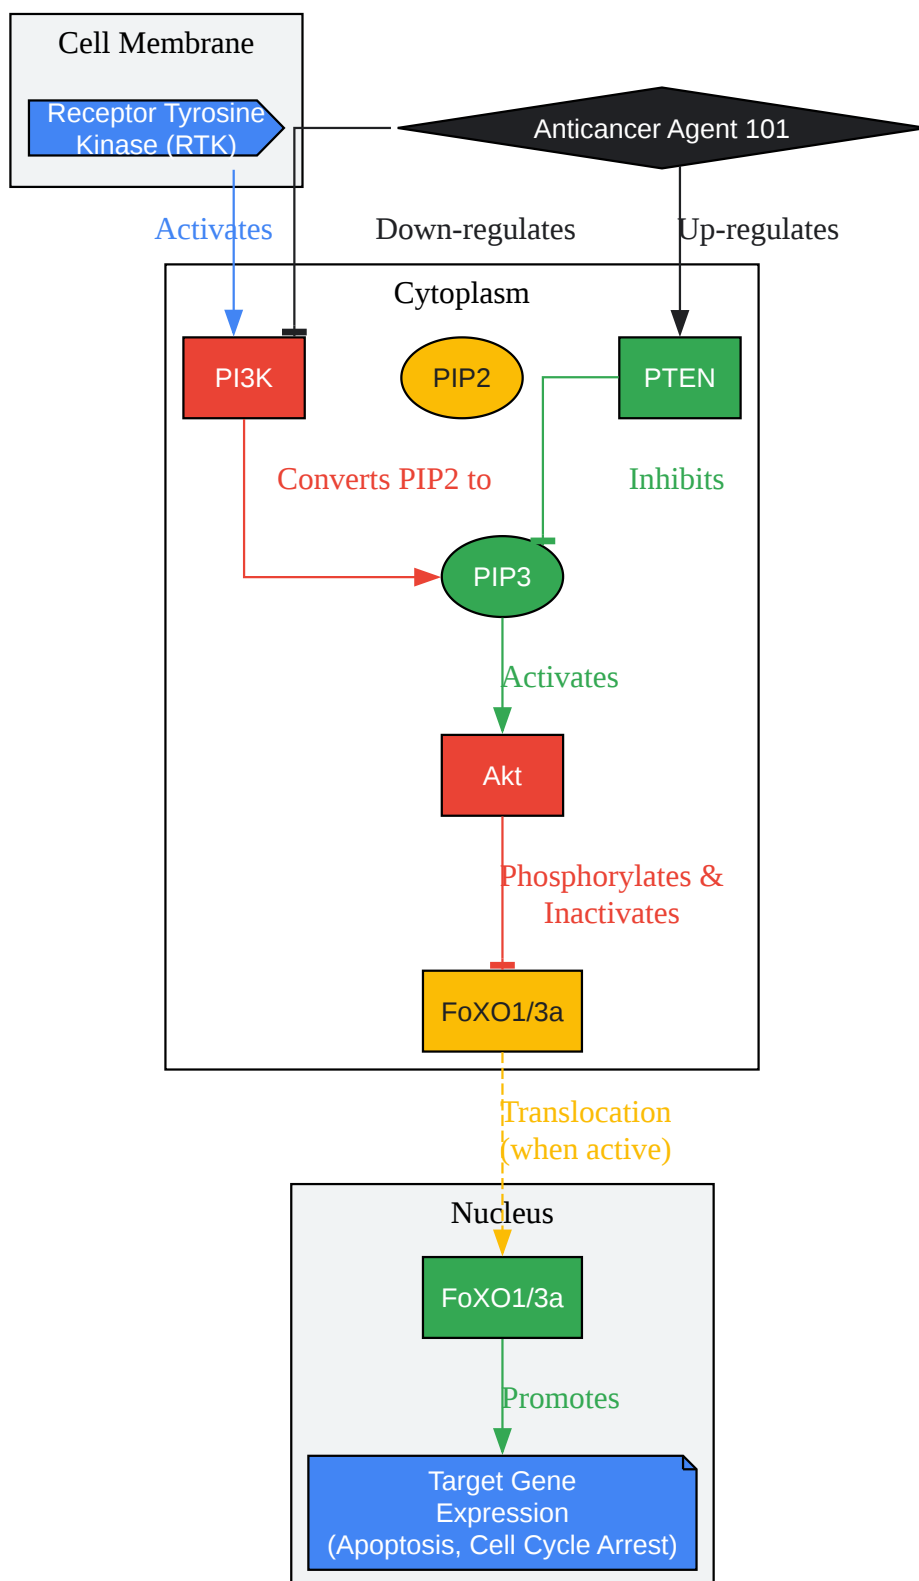 Cell Membrane
Receptor Tyrosine
Kinase (RTK)
Anticancer Agent 101
Activates
Down-regulates
Up-regulates
Cytoplasm
PI3K
PIP2
PTEN
Converts PIP2 to
Inhibits
PIP3
Activates
Akt
Phosphorylates &
Inactivates
FoXO1/3a
Translocation
(when active)
Nucleus
FoXO1/3a
Promotes
Target Gene
Expression
(Apoptosis, Cell Cycle Arrest)